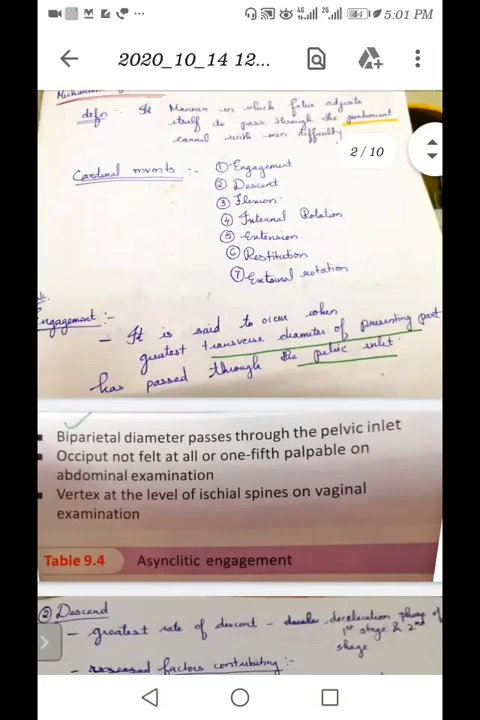 5:01 PM
2020_10_14 12...
defn :- It Manner in which fetus adjusts
itself to pass through the parturient
cannal with min difficulty
2 / 10
Cardinal mvmts :-
① Engagement
② Descent
③ Flexion
④ Internal Rotation
⑤ Extension
⑥ Restitution
⑦ External rotation
Engagement :-
- It is said to occur when
greatest transverse diameter of presenting part
has passed through the pelvic inlet.
Biparietal diameter passes through the pelvic inlet
Occiput not felt at all or one-fifth palpable on
abdominal examination
Vertex at the level of ischial spines on vaginal
examination
Table 9.4 Asynclitic engagement
② Descend
- greatest rate of descent - deceleration phase of
1st stage & 2nd
stage
- factors contributing :-